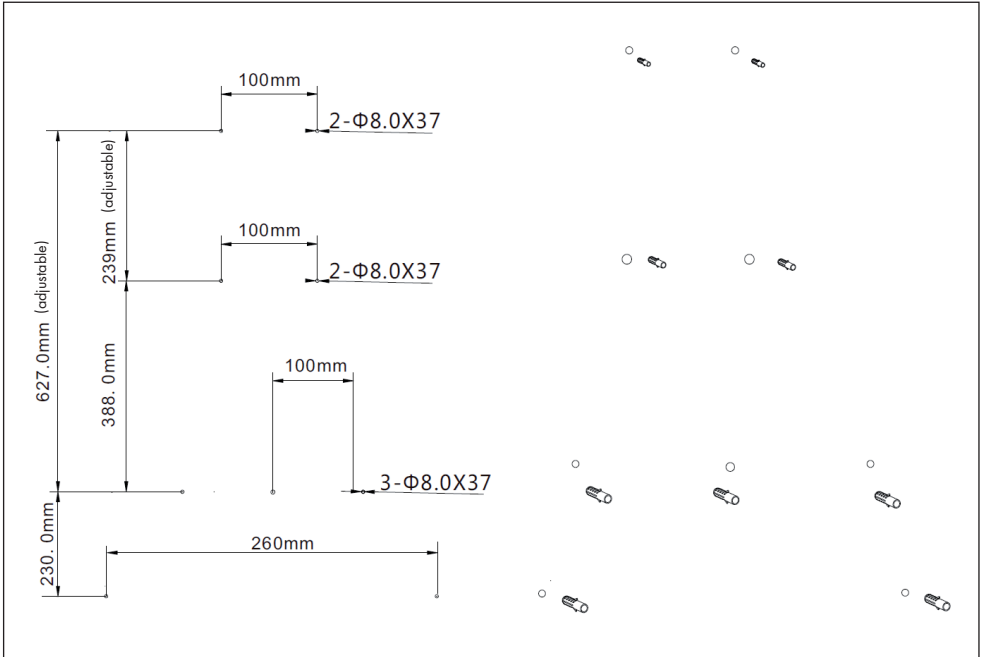 100mm
2-Φ8.0X37
239mm (adjustable)
627.0mm (adjustable)
100mm
2-Φ8.0X37
388. 0mm
100mm
3-Φ8.0X37
230. 0mm
260mm